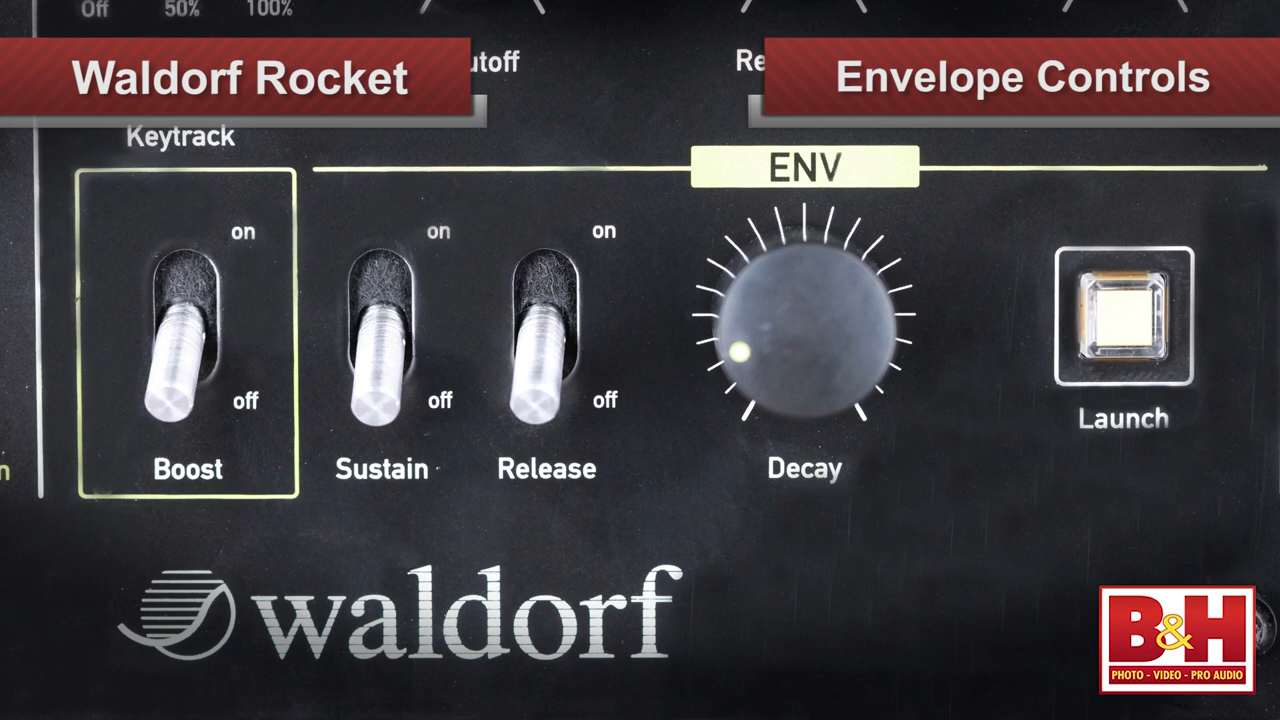 Off 50% 100%
Waldorf Rocket
utoff
Re
Envelope Controls
Keytrack
ENV
on
on
on
off
off
off
Launch
n
Boost
Sustain
Release
Decay
waldorf
B&H
PHOTO - VIDEO - PRO AUDIO